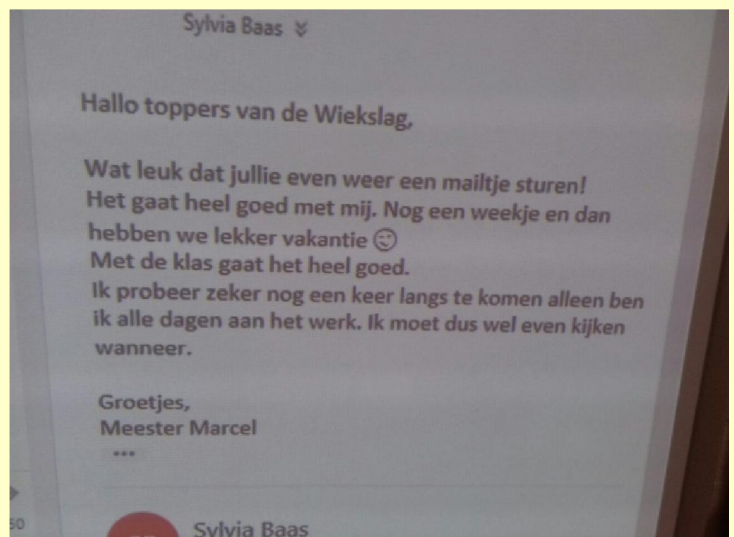 Sylvia Baas
Hallo toppers van de Wiekslag,
Wat leuk dat jullie even weer een mailtje sturen!
Het gaat heel goed met mij. Nog een weekje en dan
hebben we lekker vakantie 😉
Met de klas gaat het heel goed.
Ik probeer zeker nog een keer langs te komen alleen ben
ik alle dagen aan het werk. Ik moet dus wel even kijken
wanneer.
Groetjes,
Meester Marcel
...
Sylvia Baas